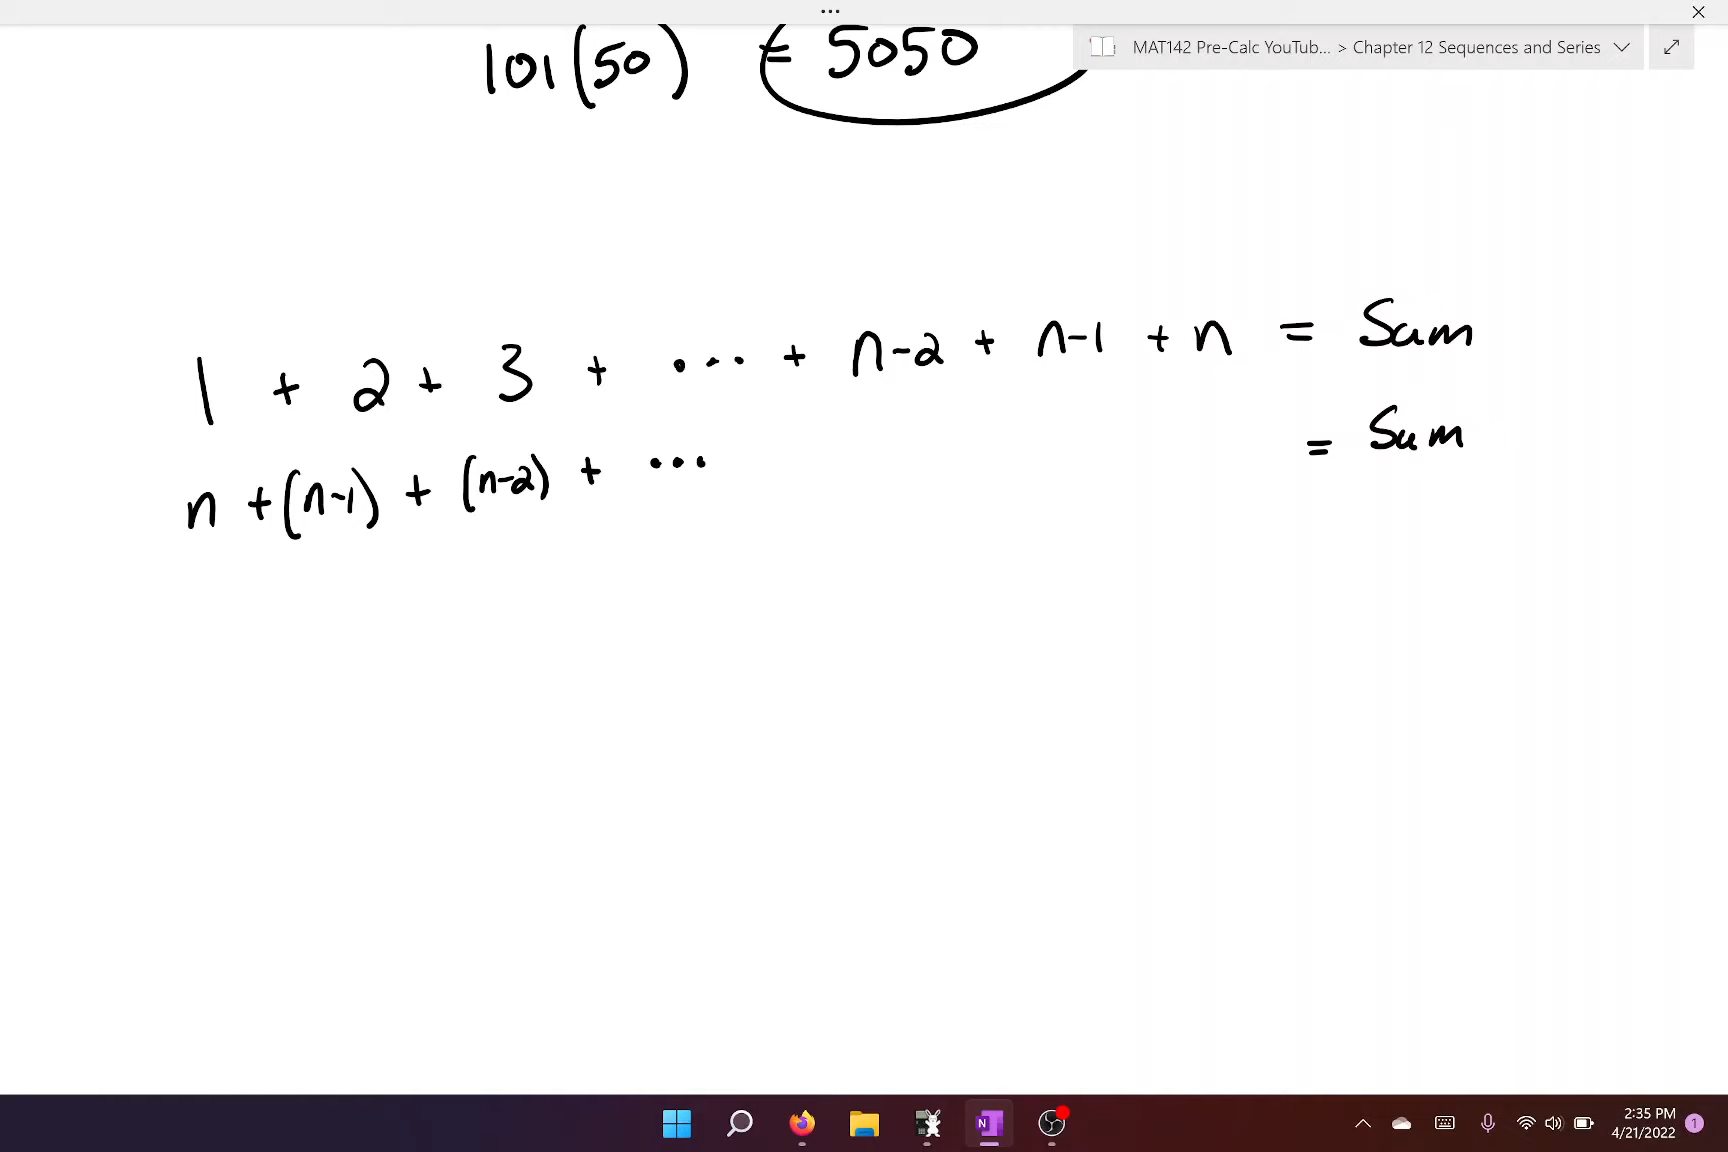 ...
MAT142 Pre-Calc YouTub... > Chapter 12 Sequences and Series
101(50) = 5050
1 + 2 + 3 + ... + n-2 + n-1 + n = Sum
n + (n-1) + (n-2) + ... = Sum
2:35 PM
4/21/2022
1